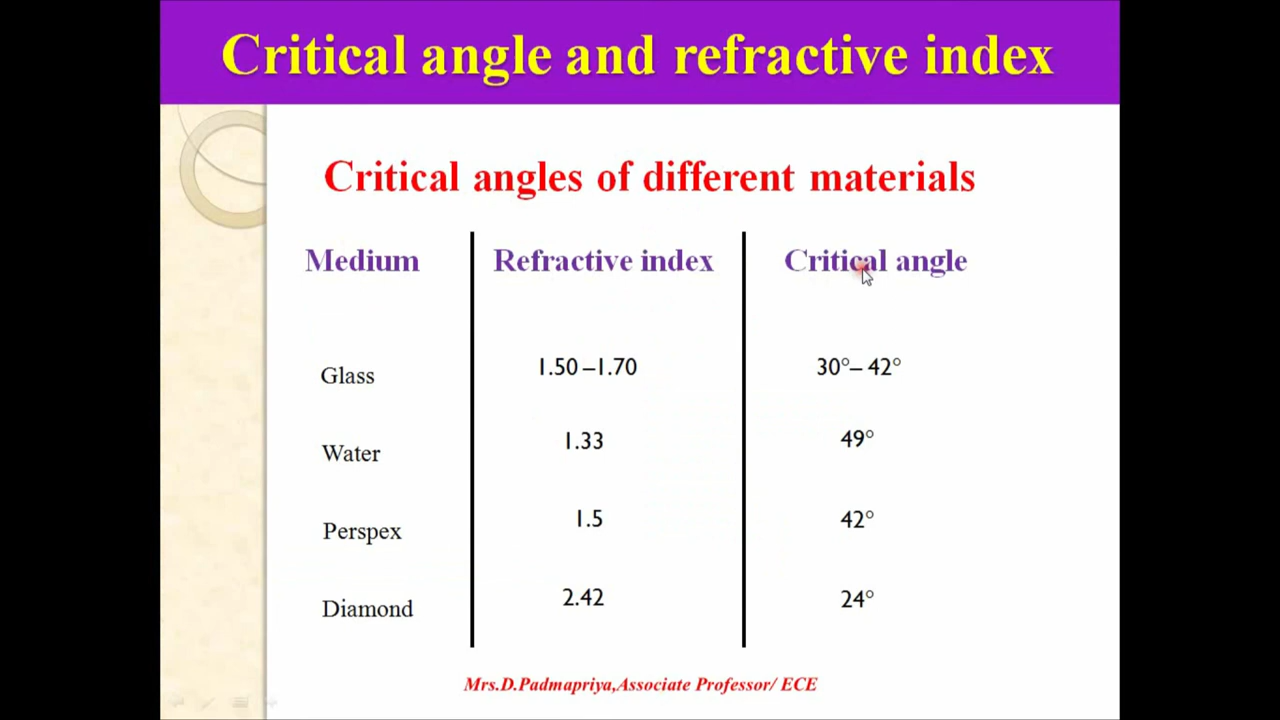 Critical angle and refractive index
Critical angles of different materials
Medium Refractive index Critical angle
Glass 1.50–1.70 30°– 42°
Water 1.33 49°
Perspex 1.5 42°
Diamond 2.42 24°
Mrs.D.Padmapriya,Associate Professor/ ECE